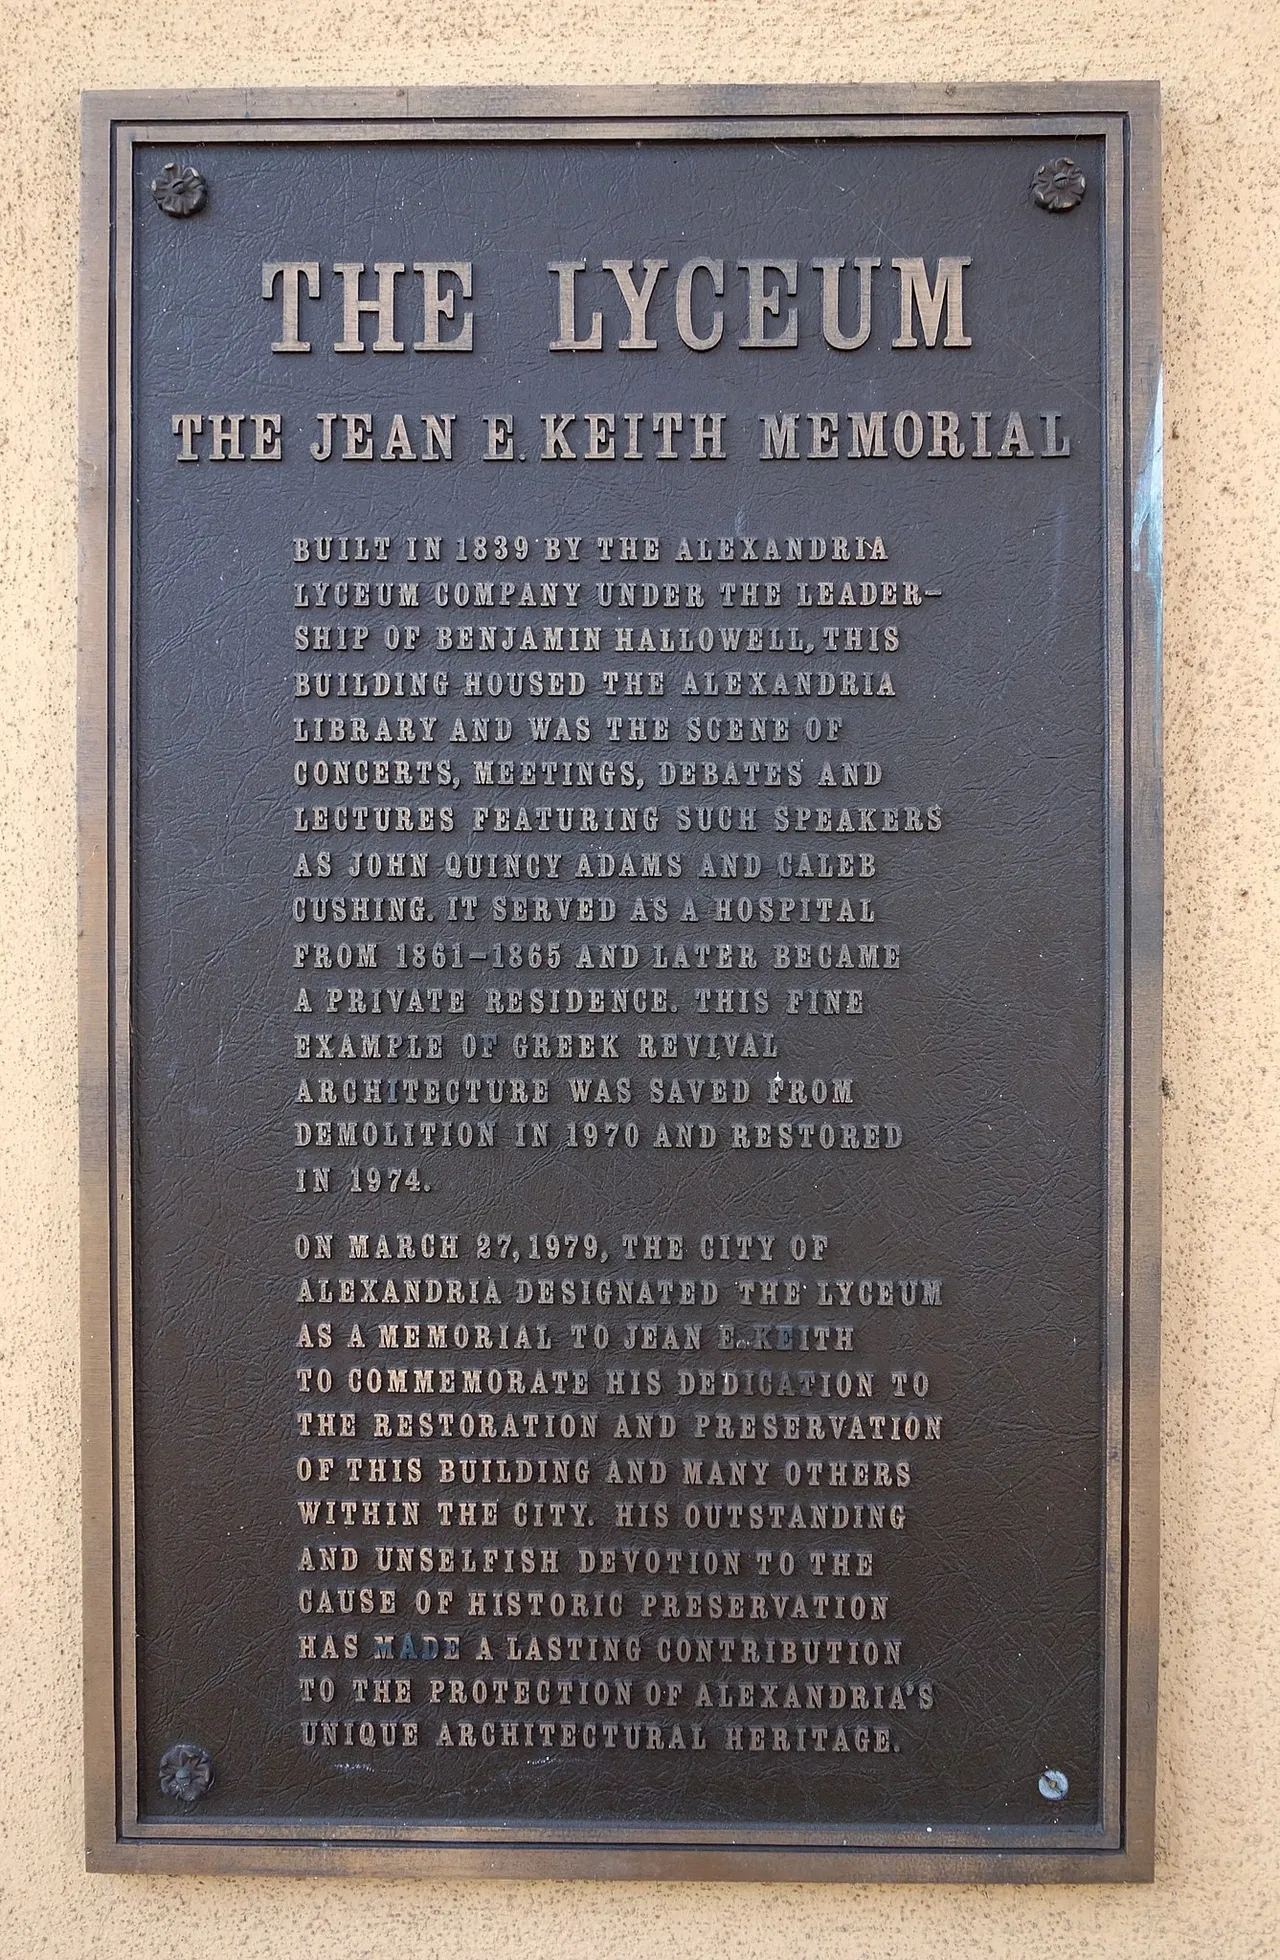 THE LYCEUM
THE JEAN E. KEITH MEMORIAL
BUILT IN 1839 BY THE ALEXANDRIA
LYCEUM COMPANY UNDER THE LEADER-
SHIP OF BENJAMIN HALLOWELL, THIS
BUILDING HOUSED THE ALEXANDRIA
LIBRARY AND WAS THE SCENE OF
CONCERTS, MEETINGS, DEBATES AND
LECTURES FEATURING SUCH SPEAKERS
AS JOHN QUINCY ADAMS AND CALEB
CUSHING. IT SERVED AS A HOSPITAL
FROM 1861-1865 AND LATER BECAME
A PRIVATE RESIDENCE. THIS FINE
EXAMPLE OF GREEK REVIVAL
ARCHITECTURE WAS SAVED FROM
DEMOLITION IN 1970 AND RESTORED
IN 1974.
ON MARCH 27, 1979, THE CITY OF
ALEXANDRIA DESIGNATED THE LYCEUM
AS A MEMORIAL TO JEAN E. KEITH
TO COMMEMORATE HIS DEDICATION TO
THE RESTORATION AND PRESERVATION
OF THIS BUILDING AND MANY OTHERS
WITHIN THE CITY. HIS OUTSTANDING
AND UNSELFISH DEVOTION TO THE
CAUSE OF HISTORIC PRESERVATION
HAS MADE A LASTING CONTRIBUTION
TO THE PROTECTION OF ALEXANDRIA'S
UNIQUE ARCHITECTURAL HERITAGE.